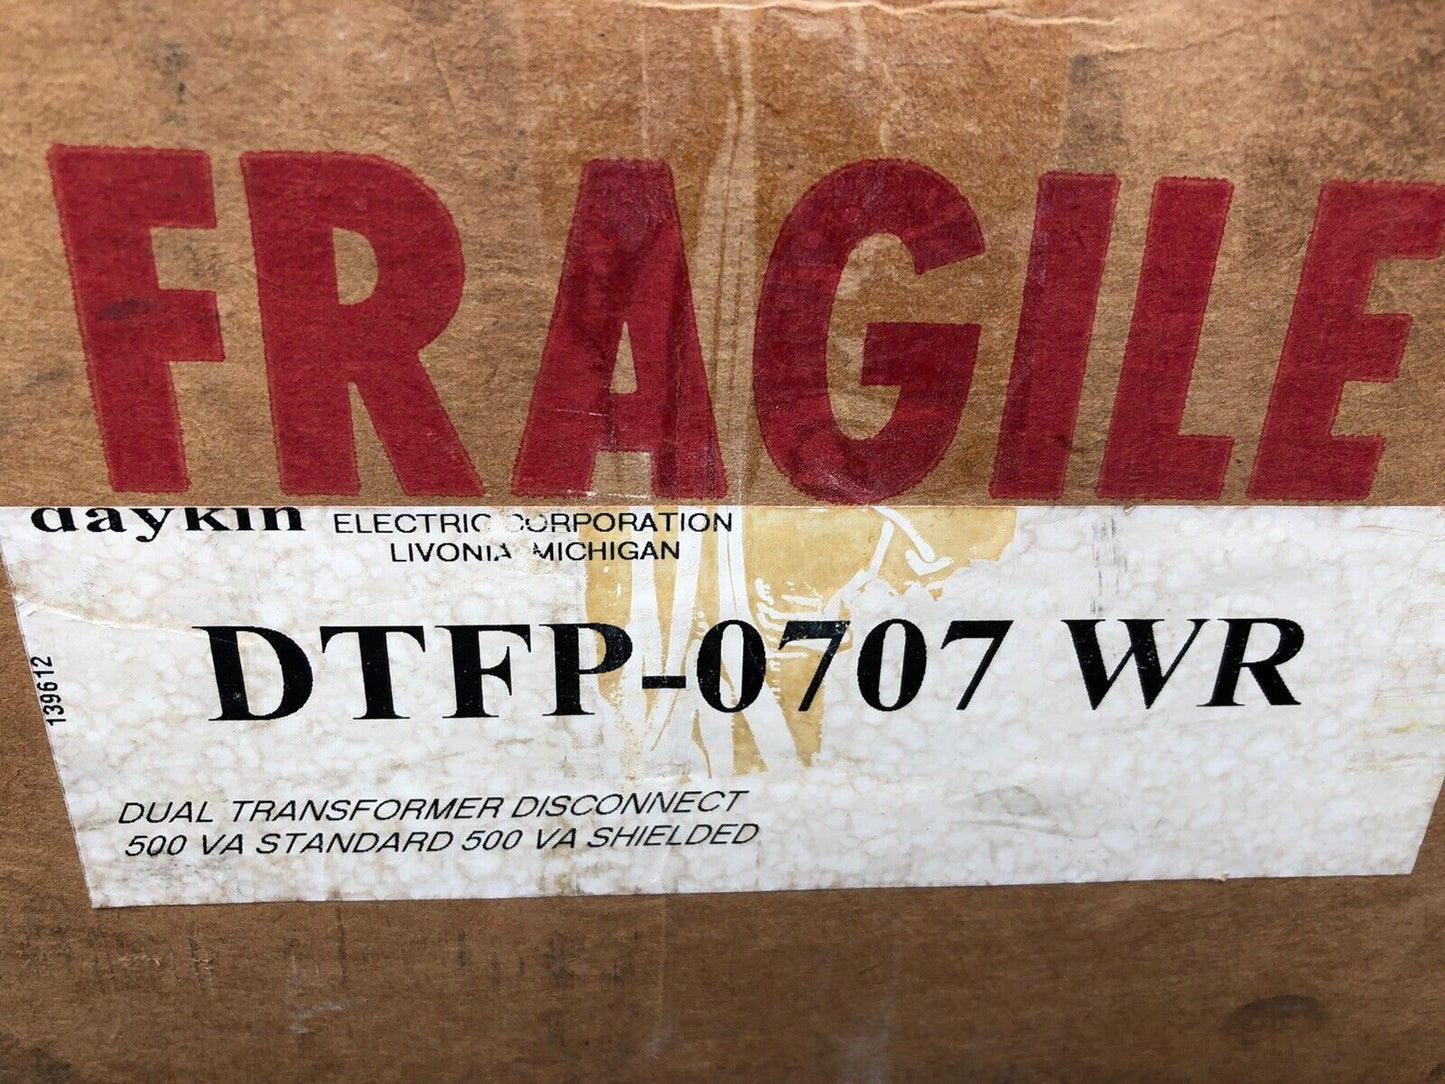 FRAGILE
daykin ELECTRIC CORPORATION
LIVONIA, MICHIGAN
DTFP-0707 WR
139612
DUAL TRANSFORMER DISCONNECT
500 VA STANDARD 500 VA SHIELDED